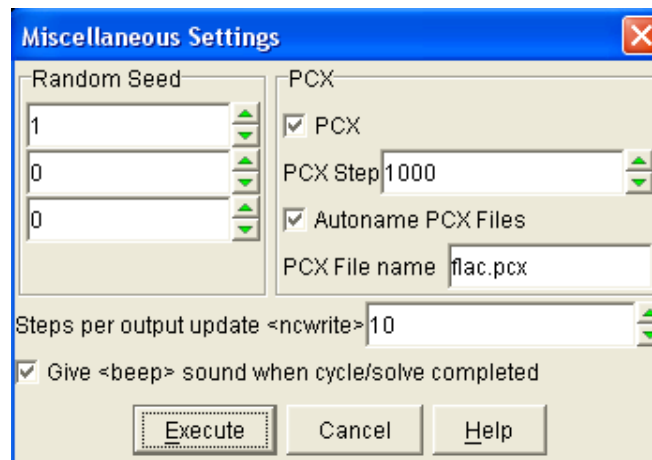 Miscellaneous Settings
Random Seed
1
0
0
PCX
PCX
PCX Step 1000
Autoname PCX Files
PCX File name flac.pcx
Steps per output update <ncwrite> 10
Give <beep> sound when cycle/solve completed
Execute Cancel Help